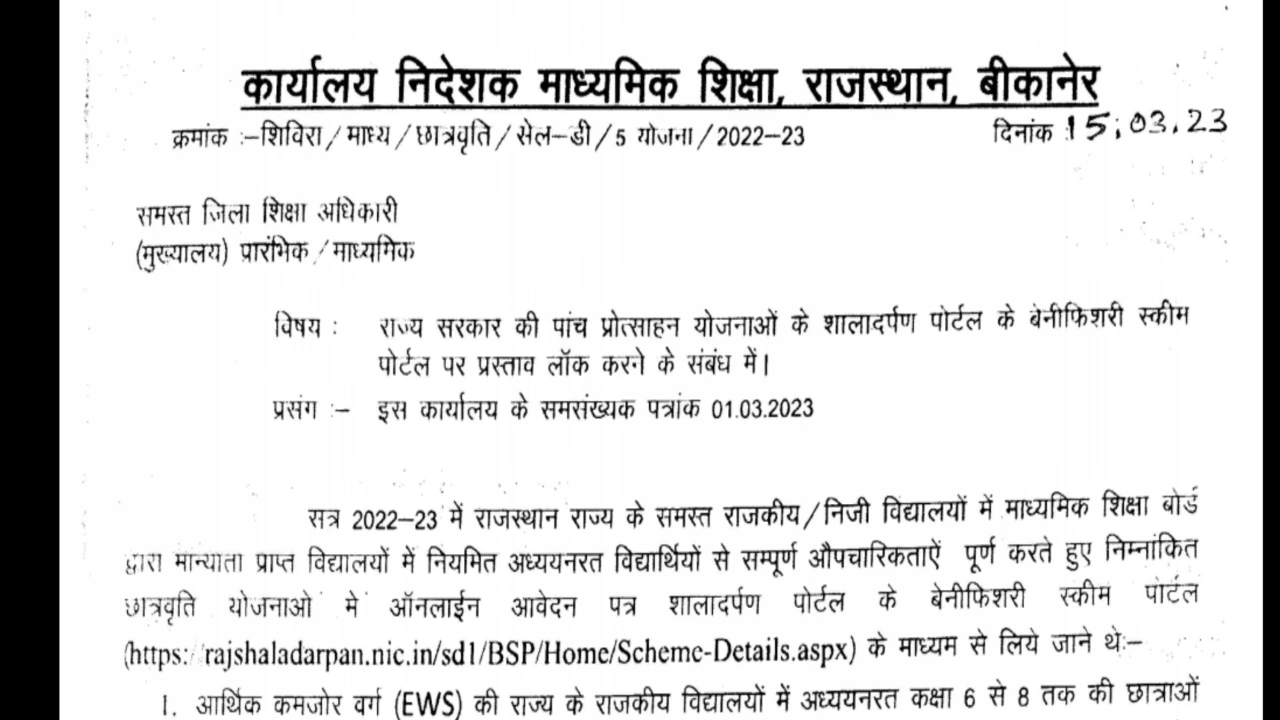 कार्यालय निदेशक माध्यमिक शिक्षा, राजस्थान, बीकानेर
क्रमांक :–शिविरा/माध्य/छात्रवृति/सेल–डी/5 योजना/2022–23 दिनांक :15.03.23
समस्त जिला शिक्षा अधिकारी
(मुख्यालय) प्रारंभिक/माध्यमिक
विषय : राज्य सरकार की पांच प्रोत्साहन योजनाओं के शालादर्पण पोर्टल के बेनीफिशरी स्कीम
पोर्टल पर प्रस्ताव लॉक करने के संबंध में।
प्रसंग :– इस कार्यालय के समसंख्यक पत्रांक 01.03.2023
सत्र 2022–23 में राजस्थान राज्य के समस्त राजकीय/निजी विद्यालयों में माध्यमिक शिक्षा बोर्ड
द्वारा मान्यता प्राप्त विद्यालयों में नियमित अध्ययनरत विद्यार्थियों से सम्पूर्ण औपचारिकताऐं पूर्ण करते हुए निम्नांकित
छात्रवृति योजनाओ मे ऑनलाईन आवेदन पत्र शालादर्पण पोर्टल के बेनीफिशरी स्कीम पोर्टल
(https://rajshaladarpan.nic.in/sd1/BSP/Home/Scheme-Details.aspx) के माध्यम से लिये जाने थे:–
1. आर्थिक कमजोर वर्ग (EWS) की राज्य के राजकीय विद्यालयों में अध्ययनरत कक्षा 6 से 8 तक की छात्राओं